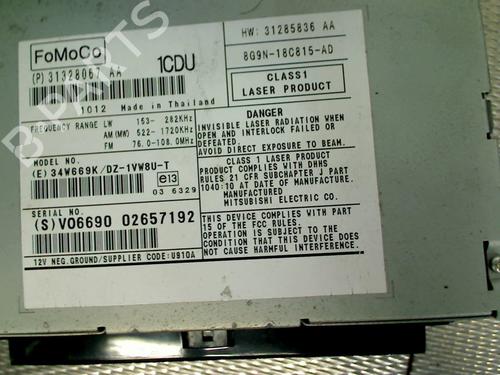 FoMoCo
1CDU
(P) 31328067 AA
1012 Made in Thailand
FREQUENCY RANGE LW 153- 282KHz
AM (MW) 522- 1720KHz
FM 76.0-108.0MHz
MODEL NO.
(E) 34W669K/DZ-1VW8U-T
e13
03 6329
SERIAL NO.
(S) VO6690 02657192
12V NEG.GROUND/SUPPLIER CODE:U910A
HW: 31285836 AA
8G9N-18C815-AD
CLASS1
LASER PRODUCT
DANGER
INVISIBLE LASER RADIATION WHEN
OPEN AND INTERLOCK FAILED OR
DEFEATED.
AVOID DIRECT EXPOSURE TO BEAM.
CLASS 1 LASER PRODUCT
PRODUCT COMPLIES WITH DHHS
RULES 21 CFR SUBCHAPTER J PART
1040:10 AT DATE OF
MANUFACTURED
MITSUBISHI ELECTRIC CO.
THIS DEVICE COMPLIES WITH PART
15 OF THE FCC RULES.
OPERATION IS SUBJECT TO THE
CONDITION THAT THIS DEVICE DOES
NOT CAUSE HARMFUL INTERFERENCE.
B-PARTS